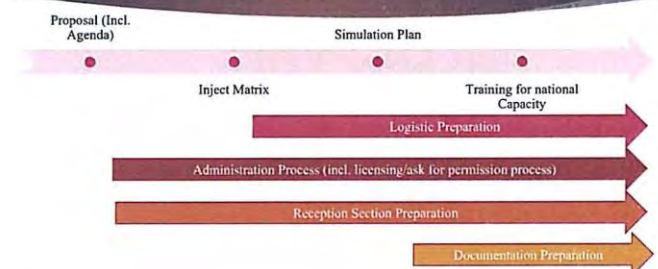 Proposal (Incl.
Agenda)
Simulation Plan
Inject Matrix
Training for national
Capacity
Logistic Preparation
Administration Process (incl. licensing/ask for permission process)
Reception Section Preparation
Documentation Preparation